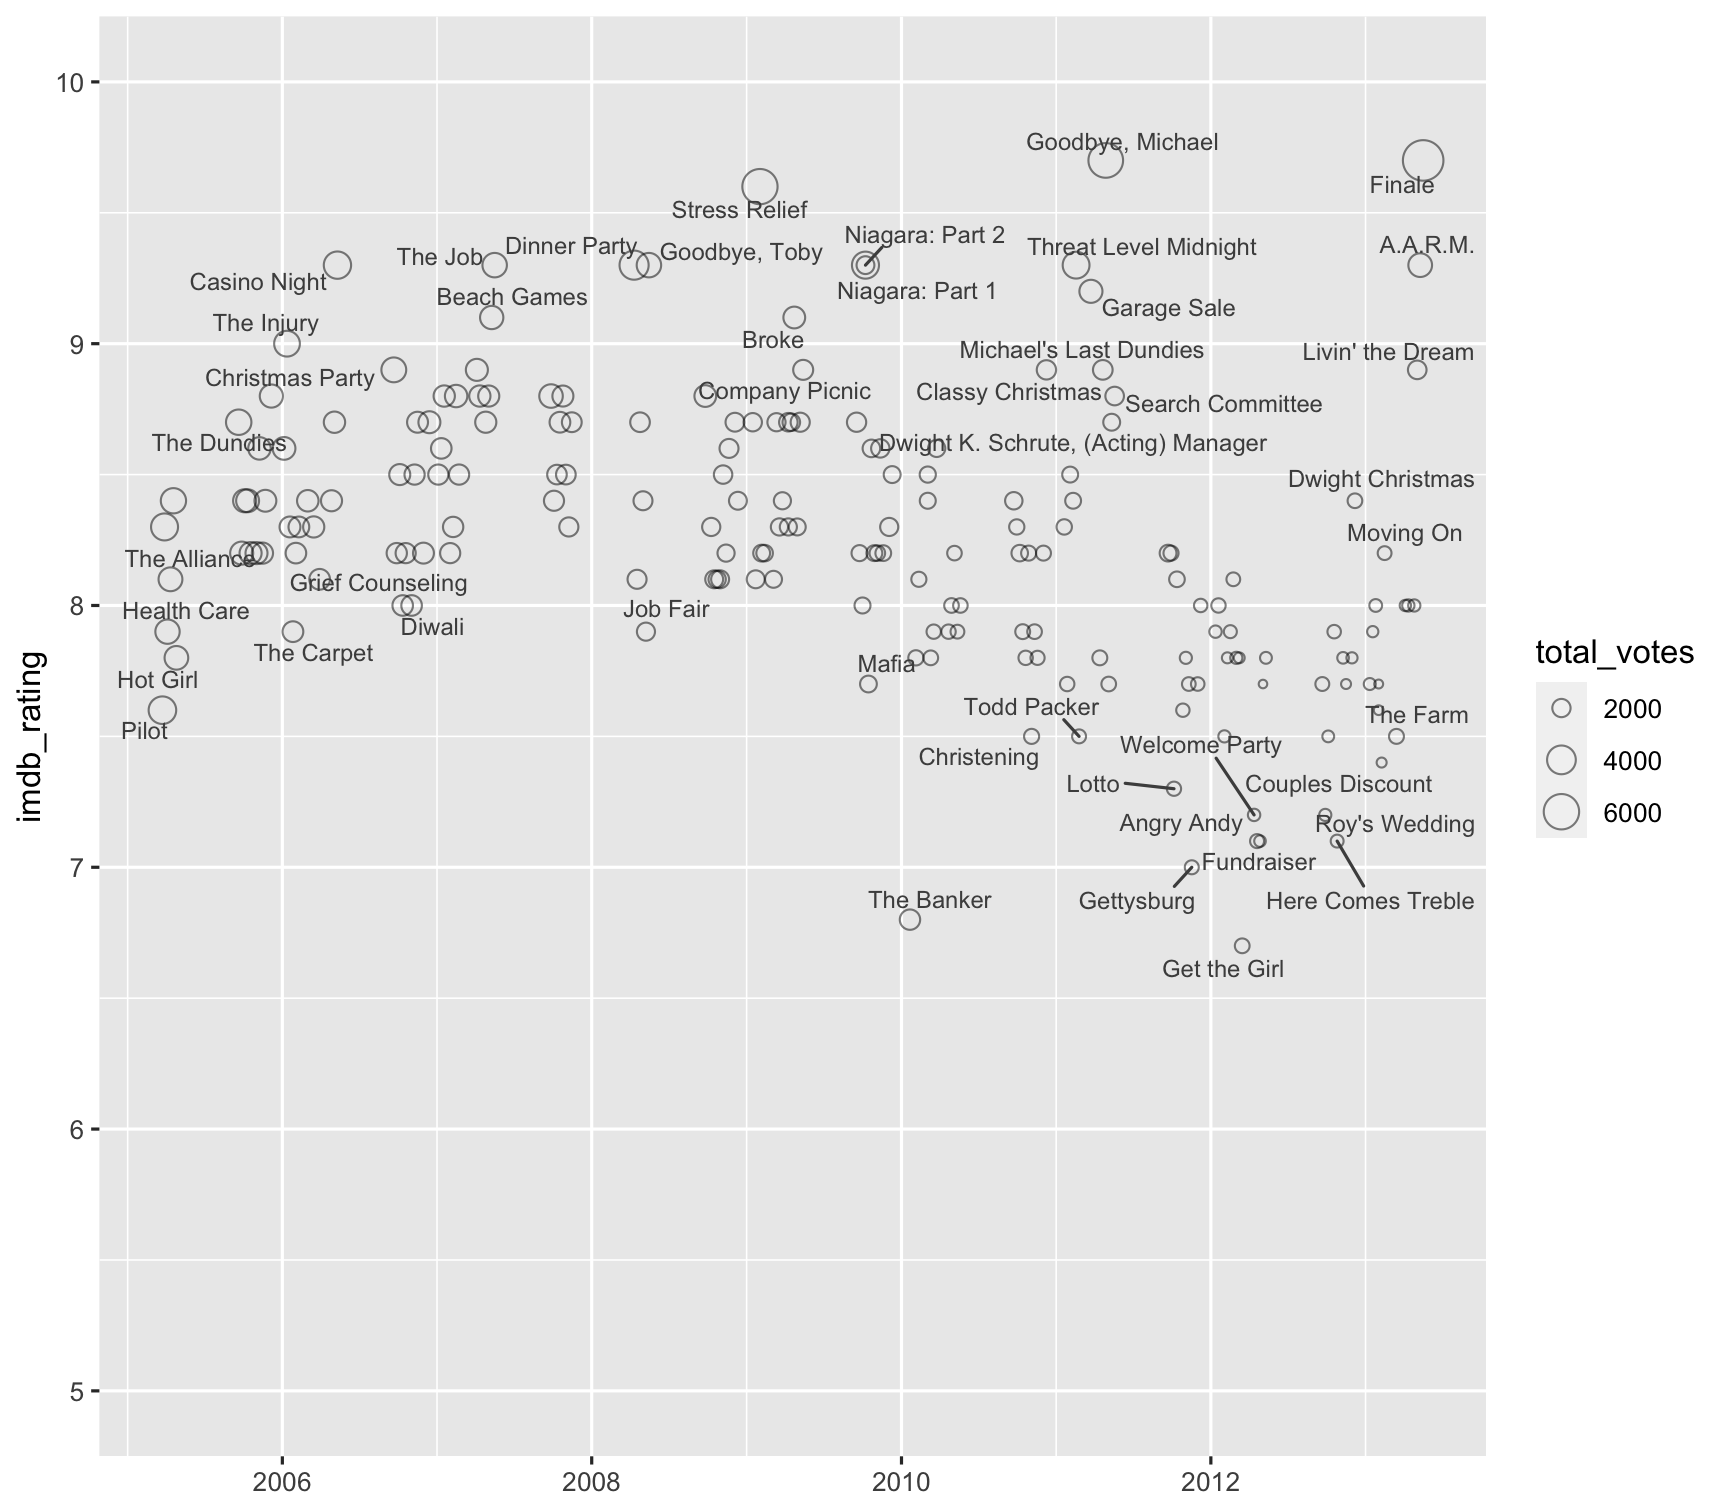 10
Goodbye, Michael
Finale
Stress Relief
Niagara: Part 2
The Job
Dinner Party
Goodbye, Toby
Threat Level Midnight
A.A.R.M.
Casino Night
Beach Games
Niagara: Part 1
Garage Sale
The Injury
9
Broke
Michael's Last Dundies
Livin' the Dream
Christmas Party
Company Picnic
Classy Christmas
Search Committee
The Dundies
Dwight K. Schrute, (Acting) Manager
Dwight Christmas
Moving On
The Alliance
Grief Counseling
8
Health Care
Job Fair
Diwali
The Carpet
Mafia
Hot Girl
Todd Packer
The Farm
Pilot
Christening
Welcome Party
Lotto
Couples Discount
Angry Andy
Roy's Wedding
7
Fundraiser
The Banker
Gettysburg
Here Comes Treble
Get the Girl
6
5
imdb_rating
2006
2008
2010
2012
total_votes
2000
4000
6000